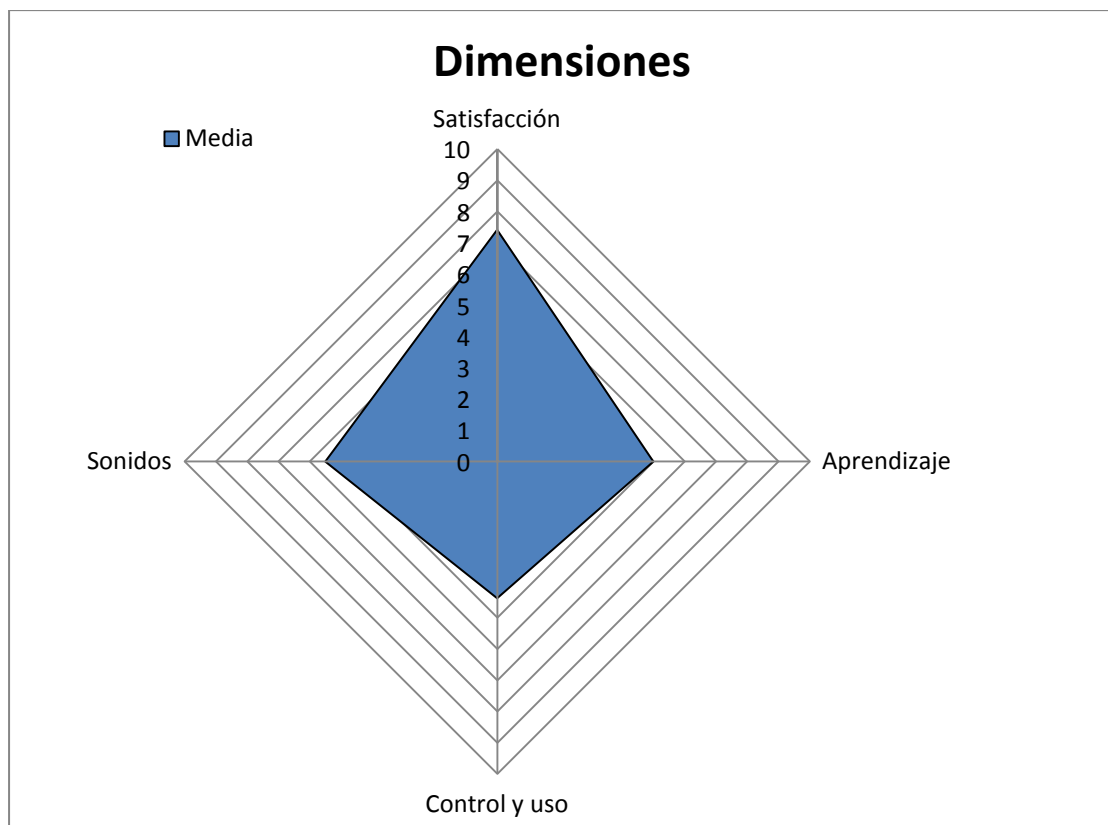 Dimensiones
Satisfacción
Media
10
9
8
7
6
5
4
3
2
1
0
Sonidos
Aprendizaje
Control y uso